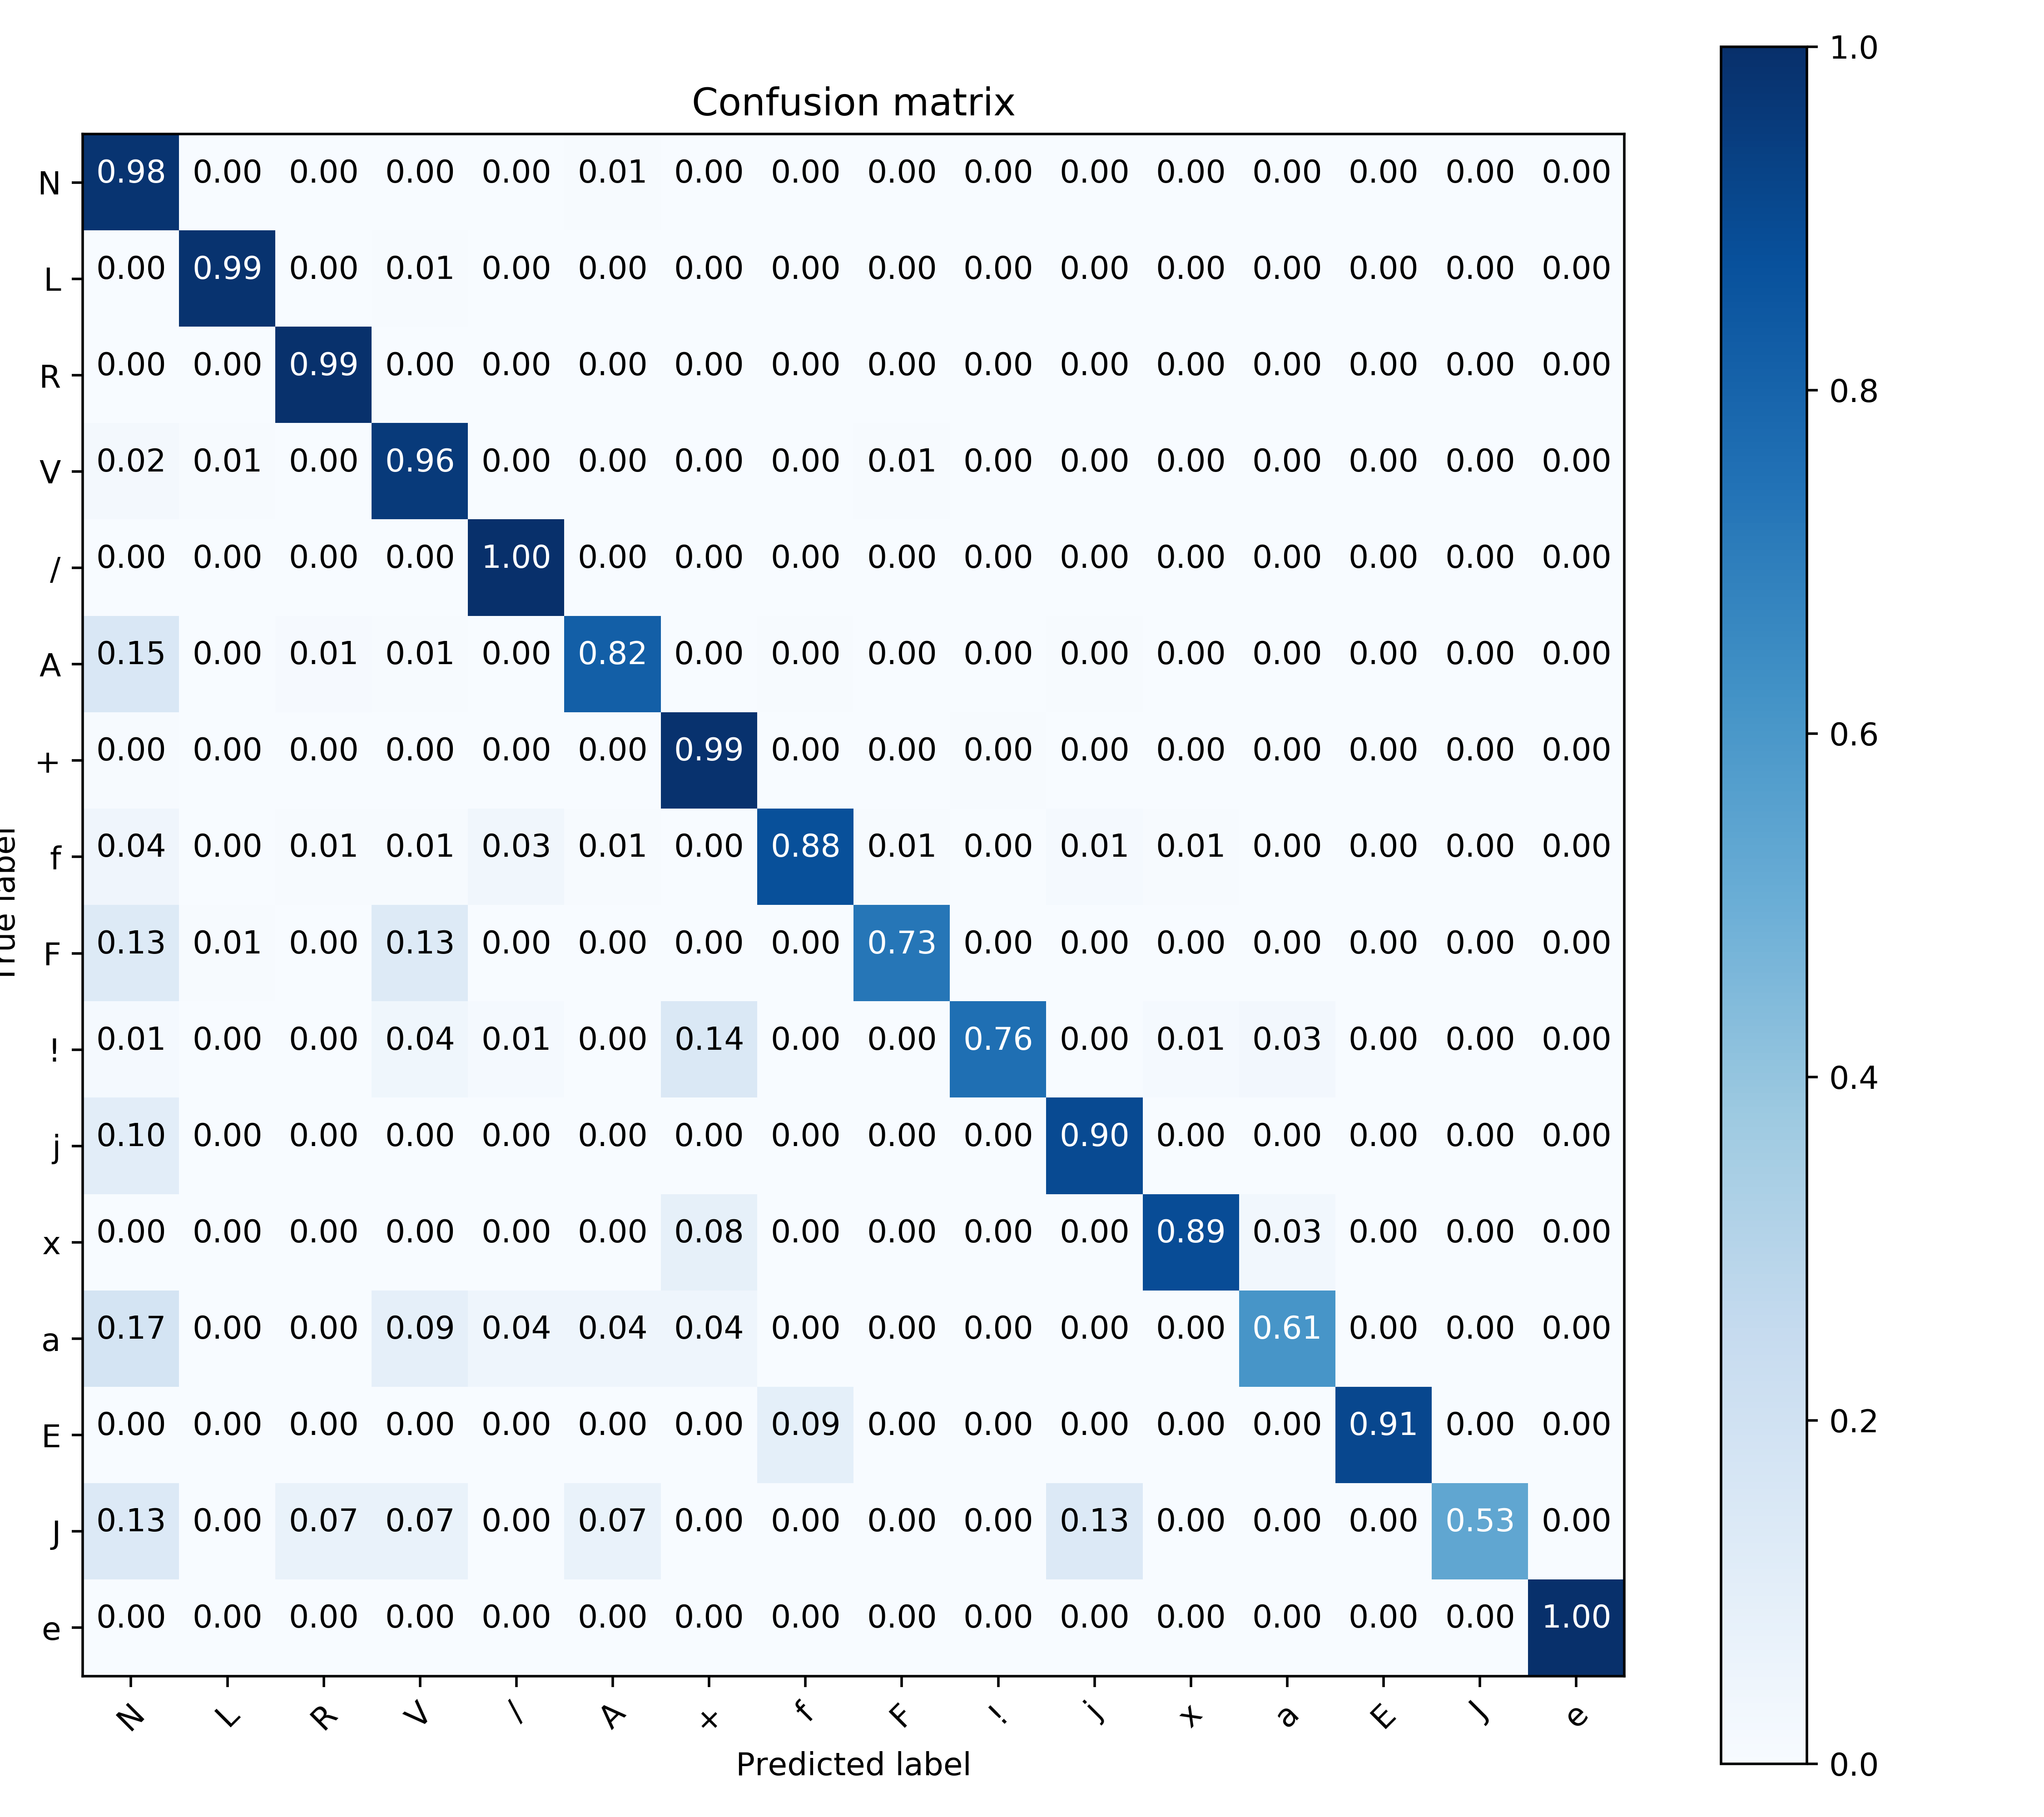 Confusion matrix
N 0.98 0.00 0.00 0.00 0.00 0.01 0.00 0.00 0.00 0.00 0.00 0.00 0.00 0.00 0.00 0.00
L 0.00 0.99 0.00 0.01 0.00 0.00 0.00 0.00 0.00 0.00 0.00 0.00 0.00 0.00 0.00 0.00
R 0.00 0.00 0.99 0.00 0.00 0.00 0.00 0.00 0.00 0.00 0.00 0.00 0.00 0.00 0.00 0.00
V 0.02 0.01 0.00 0.96 0.00 0.00 0.00 0.00 0.01 0.00 0.00 0.00 0.00 0.00 0.00 0.00
/ 0.00 0.00 0.00 0.00 1.00 0.00 0.00 0.00 0.00 0.00 0.00 0.00 0.00 0.00 0.00 0.00
A 0.15 0.00 0.01 0.01 0.00 0.82 0.00 0.00 0.00 0.00 0.00 0.00 0.00 0.00 0.00 0.00
+ 0.00 0.00 0.00 0.00 0.00 0.00 0.99 0.00 0.00 0.00 0.00 0.00 0.00 0.00 0.00 0.00
f 0.04 0.00 0.01 0.01 0.03 0.01 0.00 0.88 0.01 0.00 0.01 0.01 0.00 0.00 0.00 0.00
F 0.13 0.01 0.00 0.13 0.00 0.00 0.00 0.00 0.73 0.00 0.00 0.00 0.00 0.00 0.00 0.00
! 0.01 0.00 0.00 0.04 0.01 0.00 0.14 0.00 0.00 0.76 0.00 0.01 0.03 0.00 0.00 0.00
j 0.10 0.00 0.00 0.00 0.00 0.00 0.00 0.00 0.00 0.00 0.90 0.00 0.00 0.00 0.00 0.00
x 0.00 0.00 0.00 0.00 0.00 0.00 0.08 0.00 0.00 0.00 0.00 0.89 0.03 0.00 0.00 0.00
a 0.17 0.00 0.00 0.09 0.04 0.04 0.04 0.00 0.00 0.00 0.00 0.00 0.61 0.00 0.00 0.00
E 0.00 0.00 0.00 0.00 0.00 0.00 0.00 0.09 0.00 0.00 0.00 0.00 0.00 0.91 0.00 0.00
J 0.13 0.00 0.07 0.07 0.00 0.07 0.00 0.00 0.00 0.00 0.13 0.00 0.00 0.00 0.53 0.00
e 0.00 0.00 0.00 0.00 0.00 0.00 0.00 0.00 0.00 0.00 0.00 0.00 0.00 0.00 0.00 1.00
N L R V / A + f F ! j x a E J e
Predicted label
True label
1.0
0.8
0.6
0.4
0.2
0.0